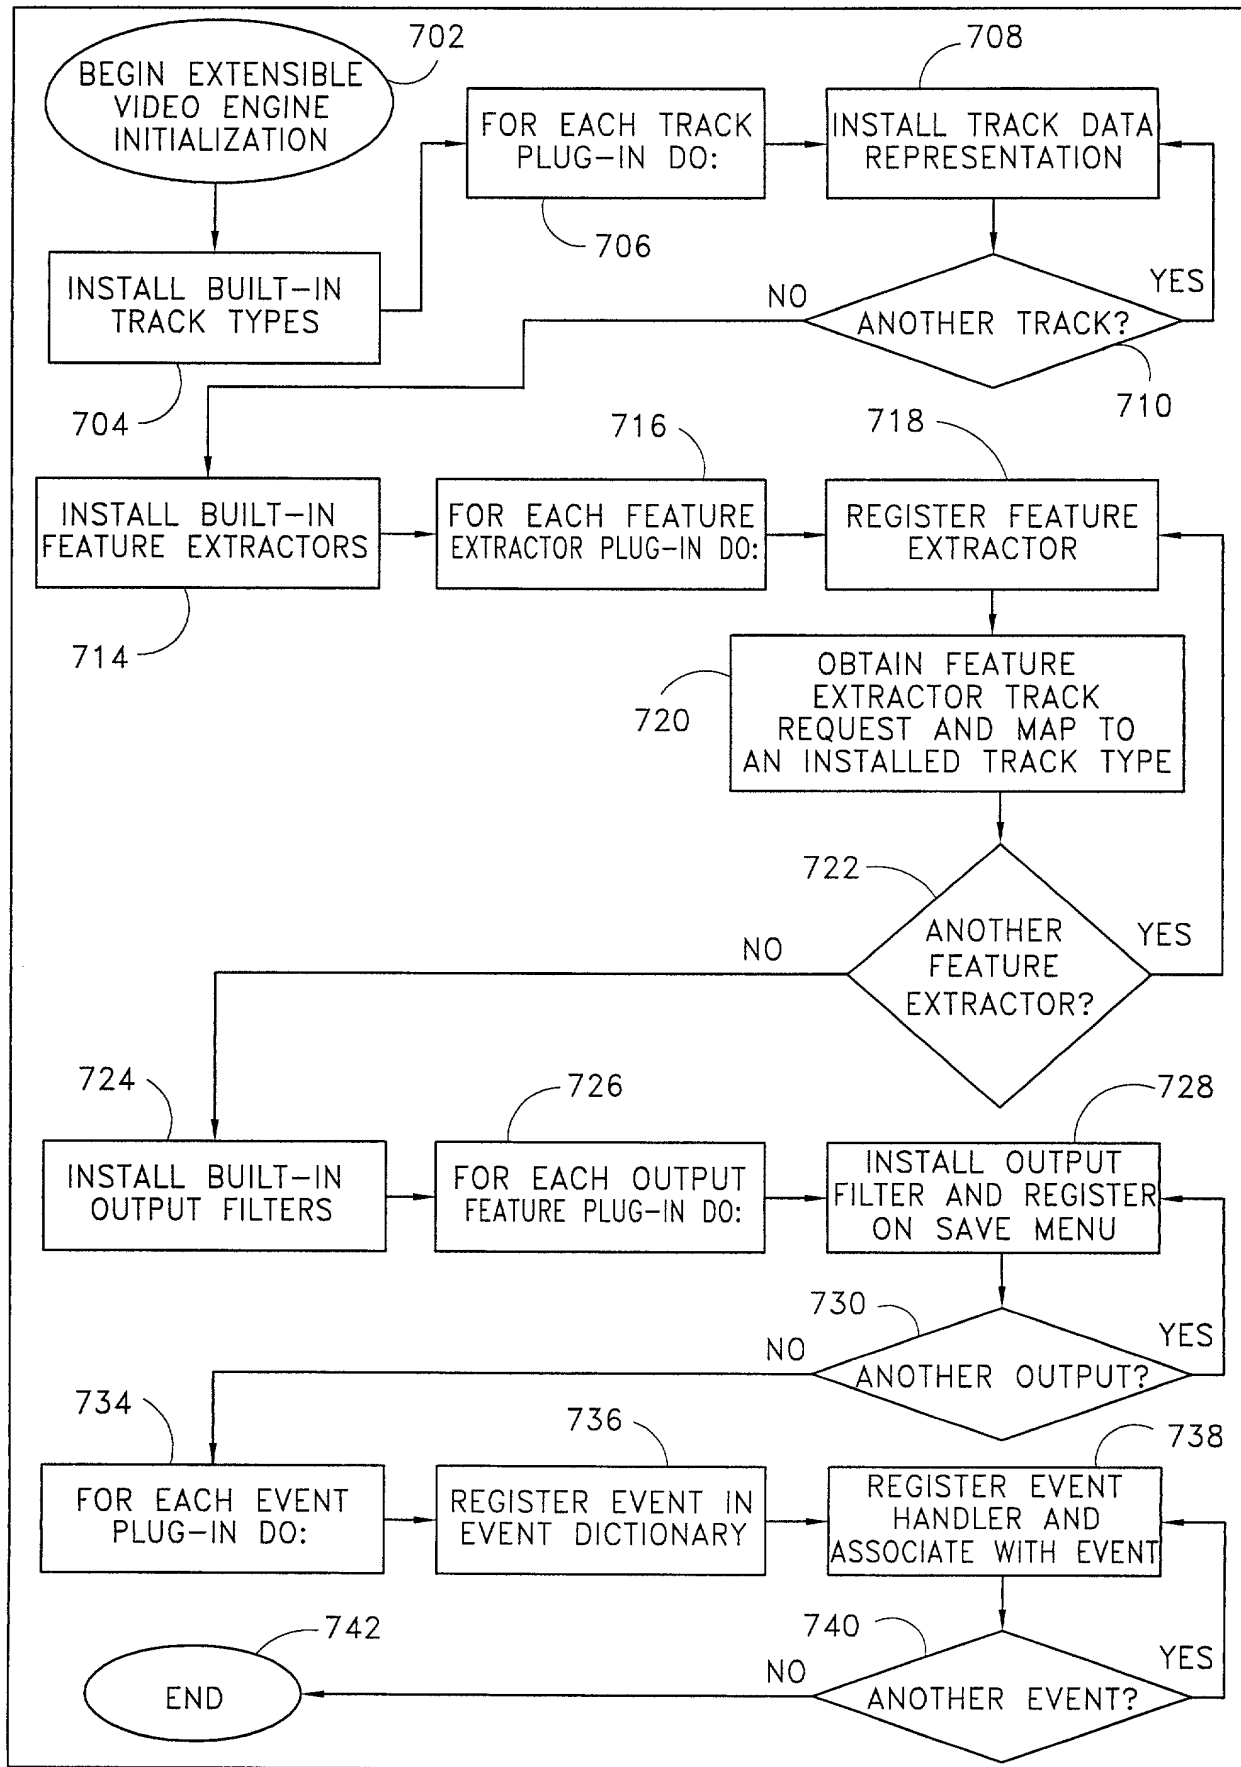 702
BEGIN EXTENSIBLE
VIDEO ENGINE
INITIALIZATION
FOR EACH TRACK
PLUG-IN DO:
706
708
INSTALL TRACK DATA
REPRESENTATION
INSTALL BUILT-IN
TRACK TYPES
704
NO
ANOTHER TRACK?
YES
710
INSTALL BUILT-IN
FEATURE EXTRACTORS
714
716
FOR EACH FEATURE
EXTRACTOR PLUG-IN DO:
718
REGISTER FEATURE
EXTRACTOR
720
OBTAIN FEATURE
EXTRACTOR TRACK
REQUEST AND MAP TO
AN INSTALLED TRACK TYPE
722
NO
ANOTHER
FEATURE
EXTRACTOR?
YES
724
INSTALL BUILT-IN
OUTPUT FILTERS
726
FOR EACH OUTPUT
FEATURE PLUG-IN DO:
728
INSTALL OUTPUT
FILTER AND REGISTER
ON SAVE MENU
730
NO
ANOTHER OUTPUT?
YES
734
FOR EACH EVENT
PLUG-IN DO:
736
REGISTER EVENT IN
EVENT DICTIONARY
738
REGISTER EVENT
HANDLER AND
ASSOCIATE WITH EVENT
740
NO
ANOTHER EVENT?
YES
742
END